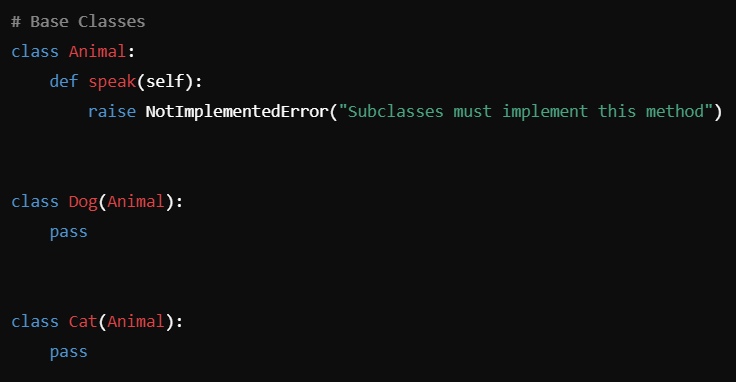 # Base Classes
class Animal:
    def speak(self):
        raise NotImplementedError("Subclasses must implement this method")
class Dog(Animal):
    pass
class Cat(Animal):
    pass